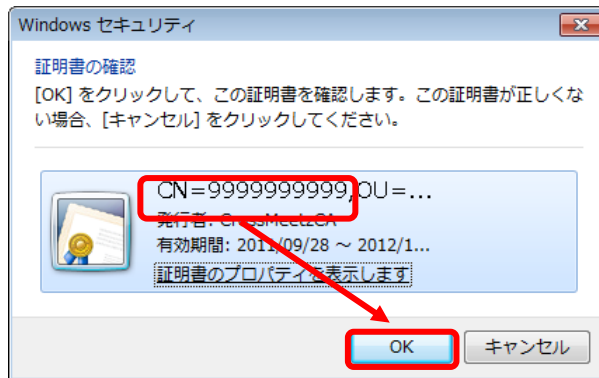 Windows セキュリティ
証明書の確認
[OK] をクリックして、この証明書を確認します。この証明書が正しくな
い場合、[キャンセル] をクリックしてください。
CN=9999999999,OU=...
発行者: CrossMeetzCA
有効期間: 2011/09/28 ～ 2012/1...
証明書のプロパティを表示します
OK
キャンセル